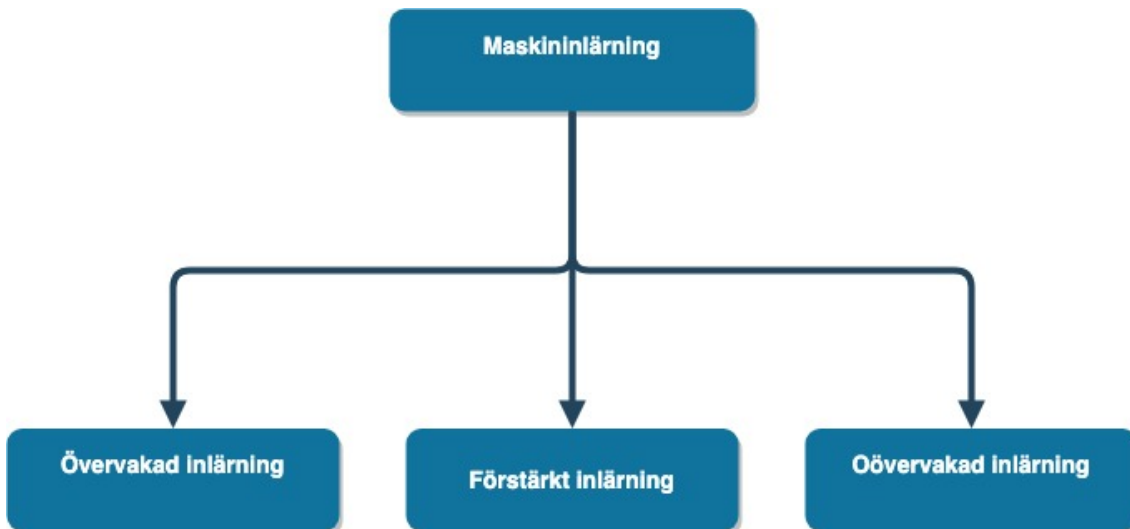 Maskininlärning
Övervakad inlärning
Förstärkt inlärning
Oövervakad inlärning